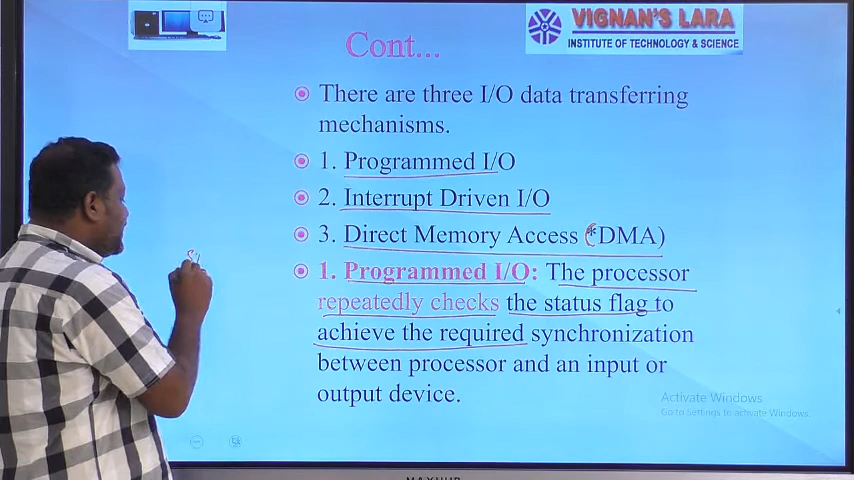 VIGNAN'S LARA
INSTITUTE OF TECHNOLOGY & SCIENCE
Cont...
There are three I/O data transferring
mechanisms.
1. Programmed I/O
2. Interrupt Driven I/O
3. Direct Memory Access (*DMA)
1. Programmed I/O: The processor
repeatedly checks the status flag to
achieve the required synchronization
between processor and an input or
output device.
Activate Windows
Go to Settings to activate Windows.
MAXHUB